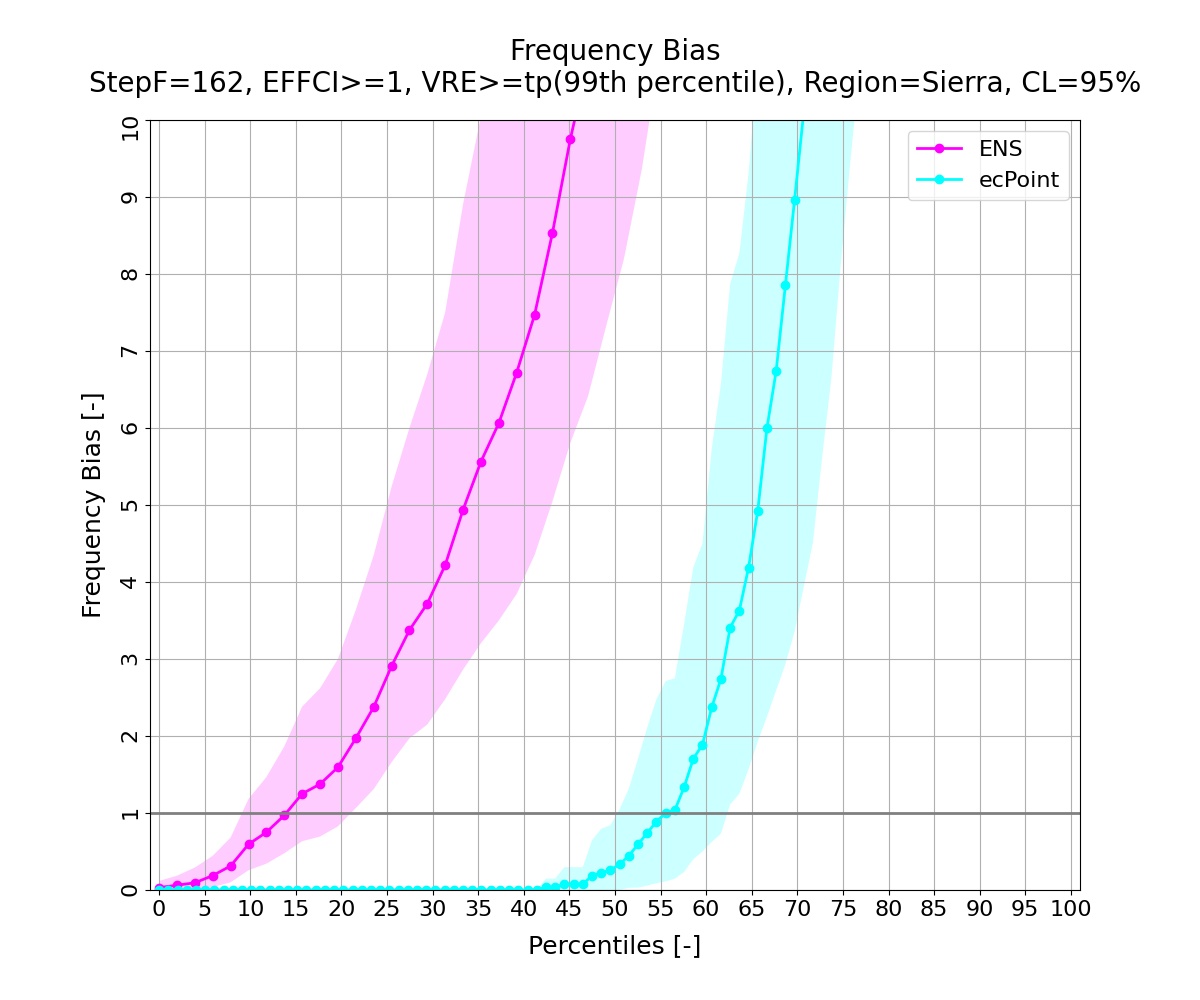 Frequency Bias
StepF=162, EFFCI>=1, VRE>=tp(99th percentile), Region=Sierra, CL=95%
ENS
ecPoint
Frequency Bias [-]
10
9
8
7
6
5
4
3
2
1
0
0 5 10 15 20 25 30 35 40 45 50 55 60 65 70 75 80 85 90 95 100
Percentiles [-]